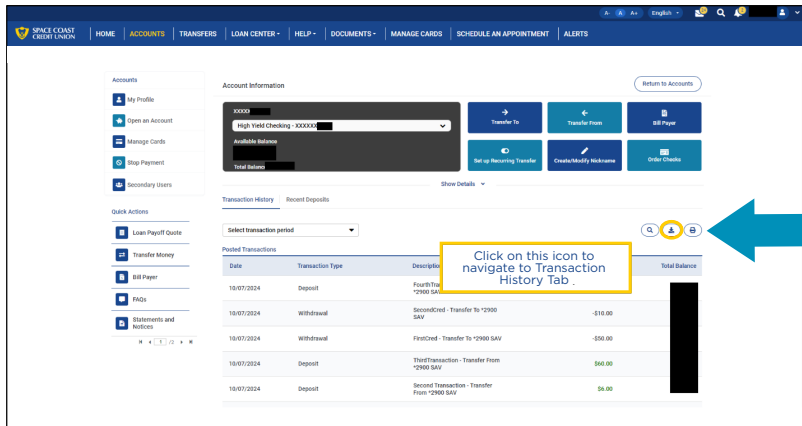 A- A A+ English
SPACE COAST
CREDIT UNION
HOME ACCOUNTS TRANSFERS LOAN CENTER HELP DOCUMENTS MANAGE CARDS SCHEDULE AN APPOINTMENT ALERTS
Accounts
My Profile
Open an Account
Manage Cards
Stop Payment
Secondary Users
Quick Actions
Loan Payoff Quote
Transfer Money
Bill Payer
FAQs
Statements and
Notices
1 /2
Account Information
Return to Accounts
XXXXX
High Yield Checking - XXXXXX
Available Balance
Total Balance
Transfer To
Transfer From
Bill Payer
Set up Recurring Transfer
Create/Modify Nickname
Order Checks
Show Details
Transaction History Recent Deposits
Select transaction period
Posted Transactions
Click on this icon to
navigate to Transaction
History Tab .
Date Transaction Type Description Total Balance
10/07/2024 Deposit
*2900 SAV
10/07/2024 Withdrawal SecondCred - Transfer To *2900
SAV -$10.00
10/07/2024 Withdrawal FirstCred - Transfer To *2900 SAV -$50.00
10/07/2024 Deposit ThirdTransaction - Transfer From
*2900 SAV $60.00
10/07/2024 Deposit Second Transaction - Transfer
From *2900 SAV $6.00